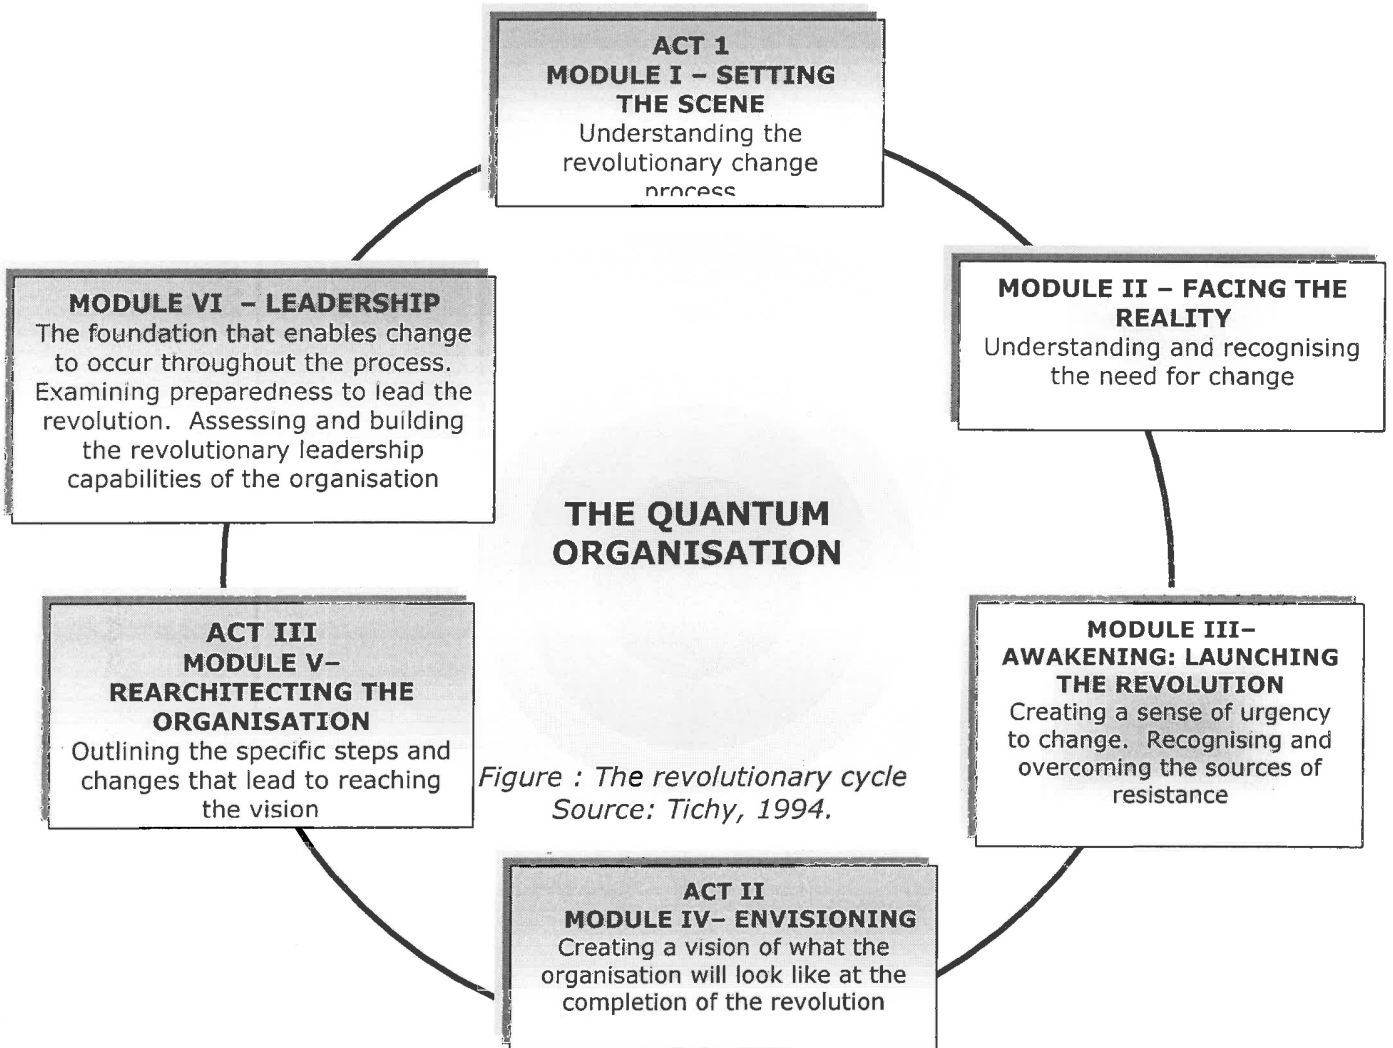 ACT 1
MODULE I – SETTING
THE SCENE
Understanding the
revolutionary change
process
MODULE II – FACING THE
REALITY
Understanding and recognising
the need for change
MODULE III–
AWAKENING: LAUNCHING
THE REVOLUTION
Creating a sense of urgency
to change. Recognising and
overcoming the sources of
resistance
ACT II
MODULE IV– ENVISIONING
Creating a vision of what the
organisation will look like at the
completion of the revolution
ACT III
MODULE V–
REARCHITECTING THE
ORGANISATION
Outlining the specific steps and
changes that lead to reaching
the vision
MODULE VI – LEADERSHIP
The foundation that enables change
to occur throughout the process.
Examining preparedness to lead the
revolution. Assessing and building
the revolutionary leadership
capabilities of the organisation
THE QUANTUM
ORGANISATION
Figure : The revolutionary cycle
Source: Tichy, 1994.